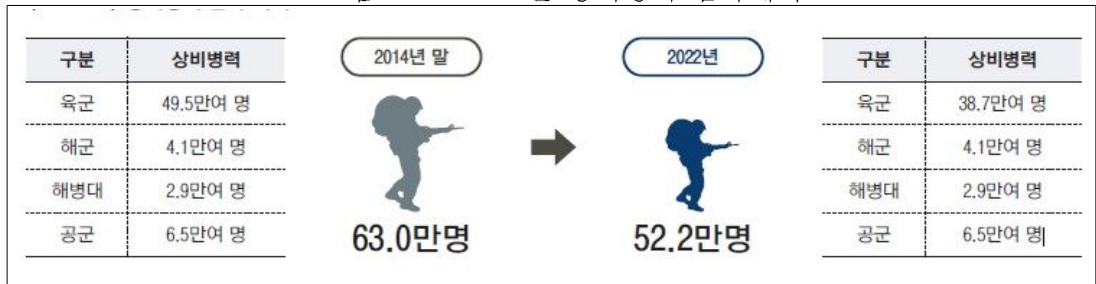 구분 상비병력
육군 49.5만여 명
해군 4.1만여 명
해병대 2.9만여 명
공군 6.5만여 명
2014년 말
63.0만명
2022년
52.2만명
구분 상비병력
육군 38.7만여 명
해군 4.1만여 명
해병대 2.9만여 명
공군 6.5만여 명